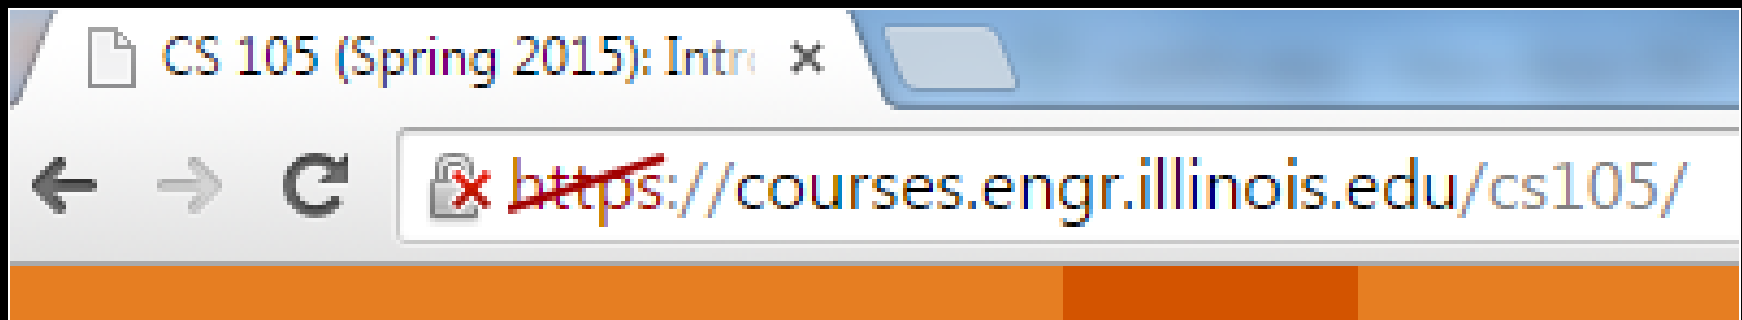 CS 105 (Spring 2015): Intr
https://courses.engr.illinois.edu/cs105/